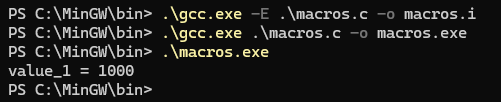 PS C:\MinGW\bin> .\gcc.exe -E .\macros.c -o macros.i
PS C:\MinGW\bin> .\gcc.exe .\macros.c -o macros.exe
PS C:\MinGW\bin> .\macros.exe
value_1 = 1000
PS C:\MinGW\bin>